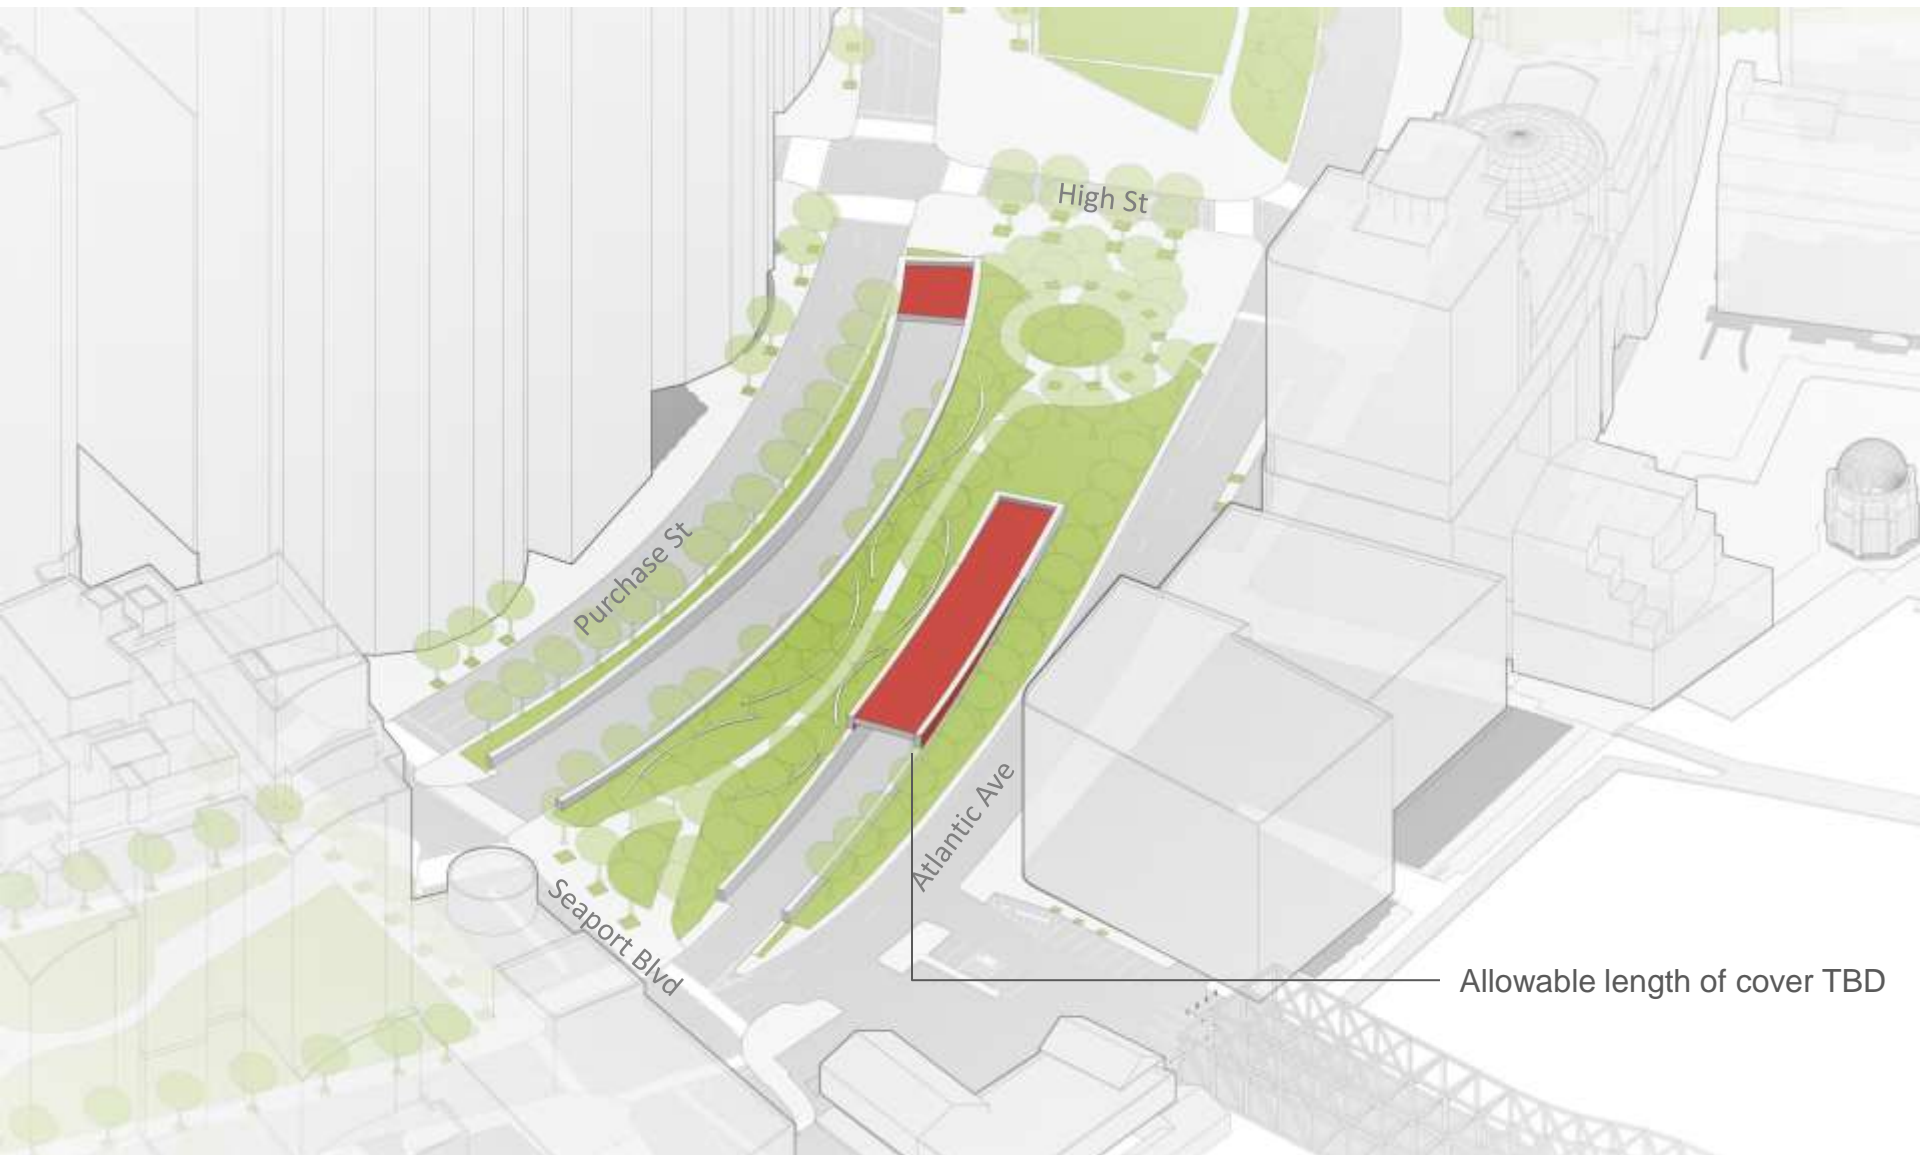 High St
Purchase St
Atlantic Ave
Seaport Blvd
Allowable length of cover TBD